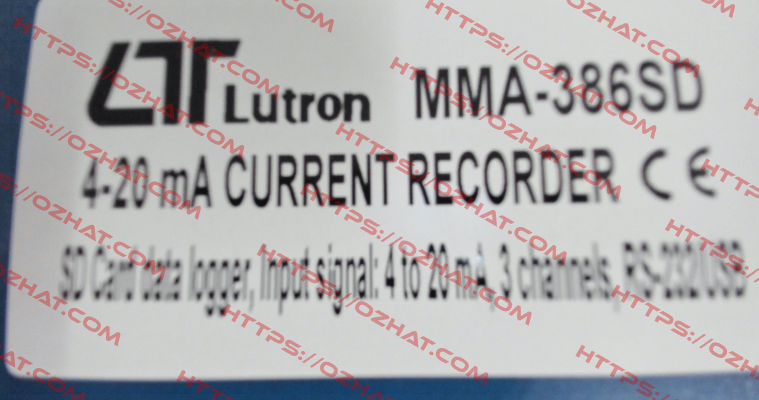 LT Lutron MMA-386SD
4-20 mA CURRENT RECORDER CE
SD Card data logger, Input signal: 4 to 20 mA, 3 channels, RS-232/USB
HTTPS://OZHAT.COM